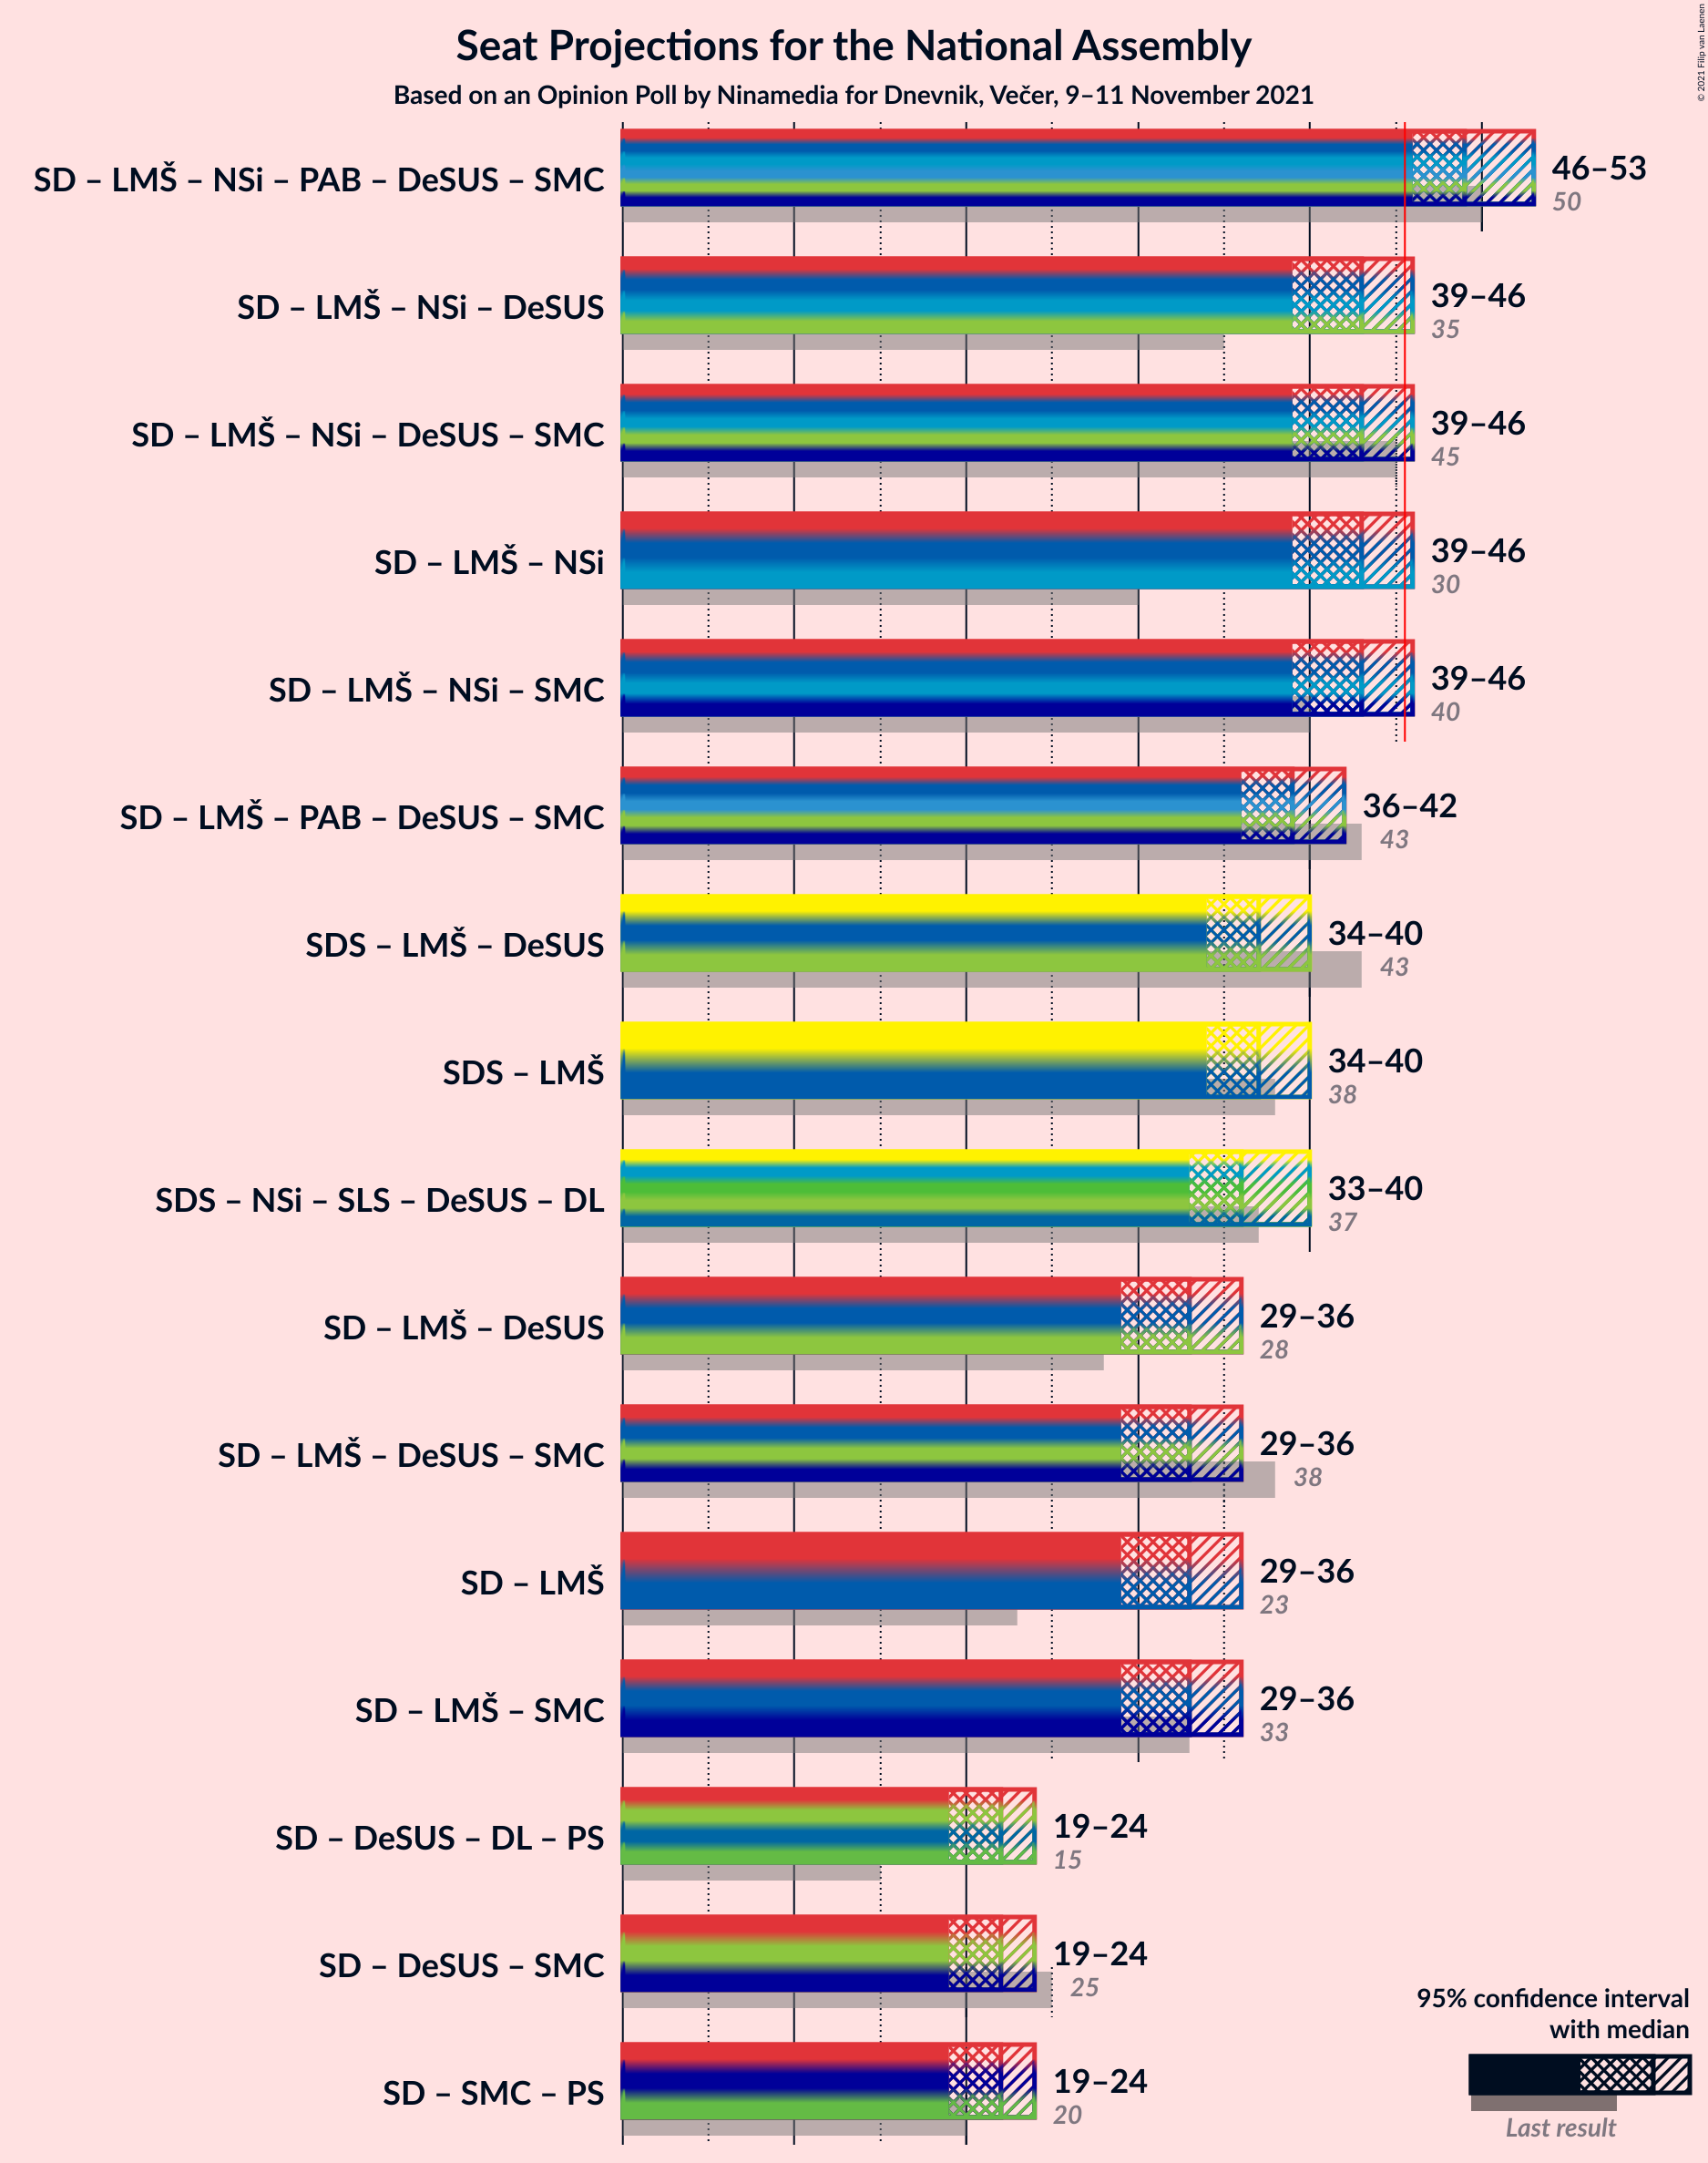 Seat Projections for the National Assembly
Based on an Opinion Poll by Ninamedia for Dnevnik, Večer, 9–11 November 2021
© 2021 Filip van Laenen
SD – LMŠ – NSi – PAB – DeSUS – SMC
46–53
50
SD – LMŠ – NSi – DeSUS
39–46
35
SD – LMŠ – NSi – DeSUS – SMC
39–46
45
SD – LMŠ – NSi
39–46
30
SD – LMŠ – NSi – SMC
39–46
40
SD – LMŠ – PAB – DeSUS – SMC
36–42
43
SDS – LMŠ – DeSUS
34–40
43
SDS – LMŠ
34–40
38
SDS – NSi – SLS – DeSUS – DL
33–40
37
SD – LMŠ – DeSUS
29–36
28
SD – LMŠ – DeSUS – SMC
29–36
38
SD – LMŠ
29–36
23
SD – LMŠ – SMC
29–36
33
SD – DeSUS – DL – PS
19–24
15
SD – DeSUS – SMC
19–24
25
SD – SMC – PS
19–24
20
95% confidence interval
with median
Last result